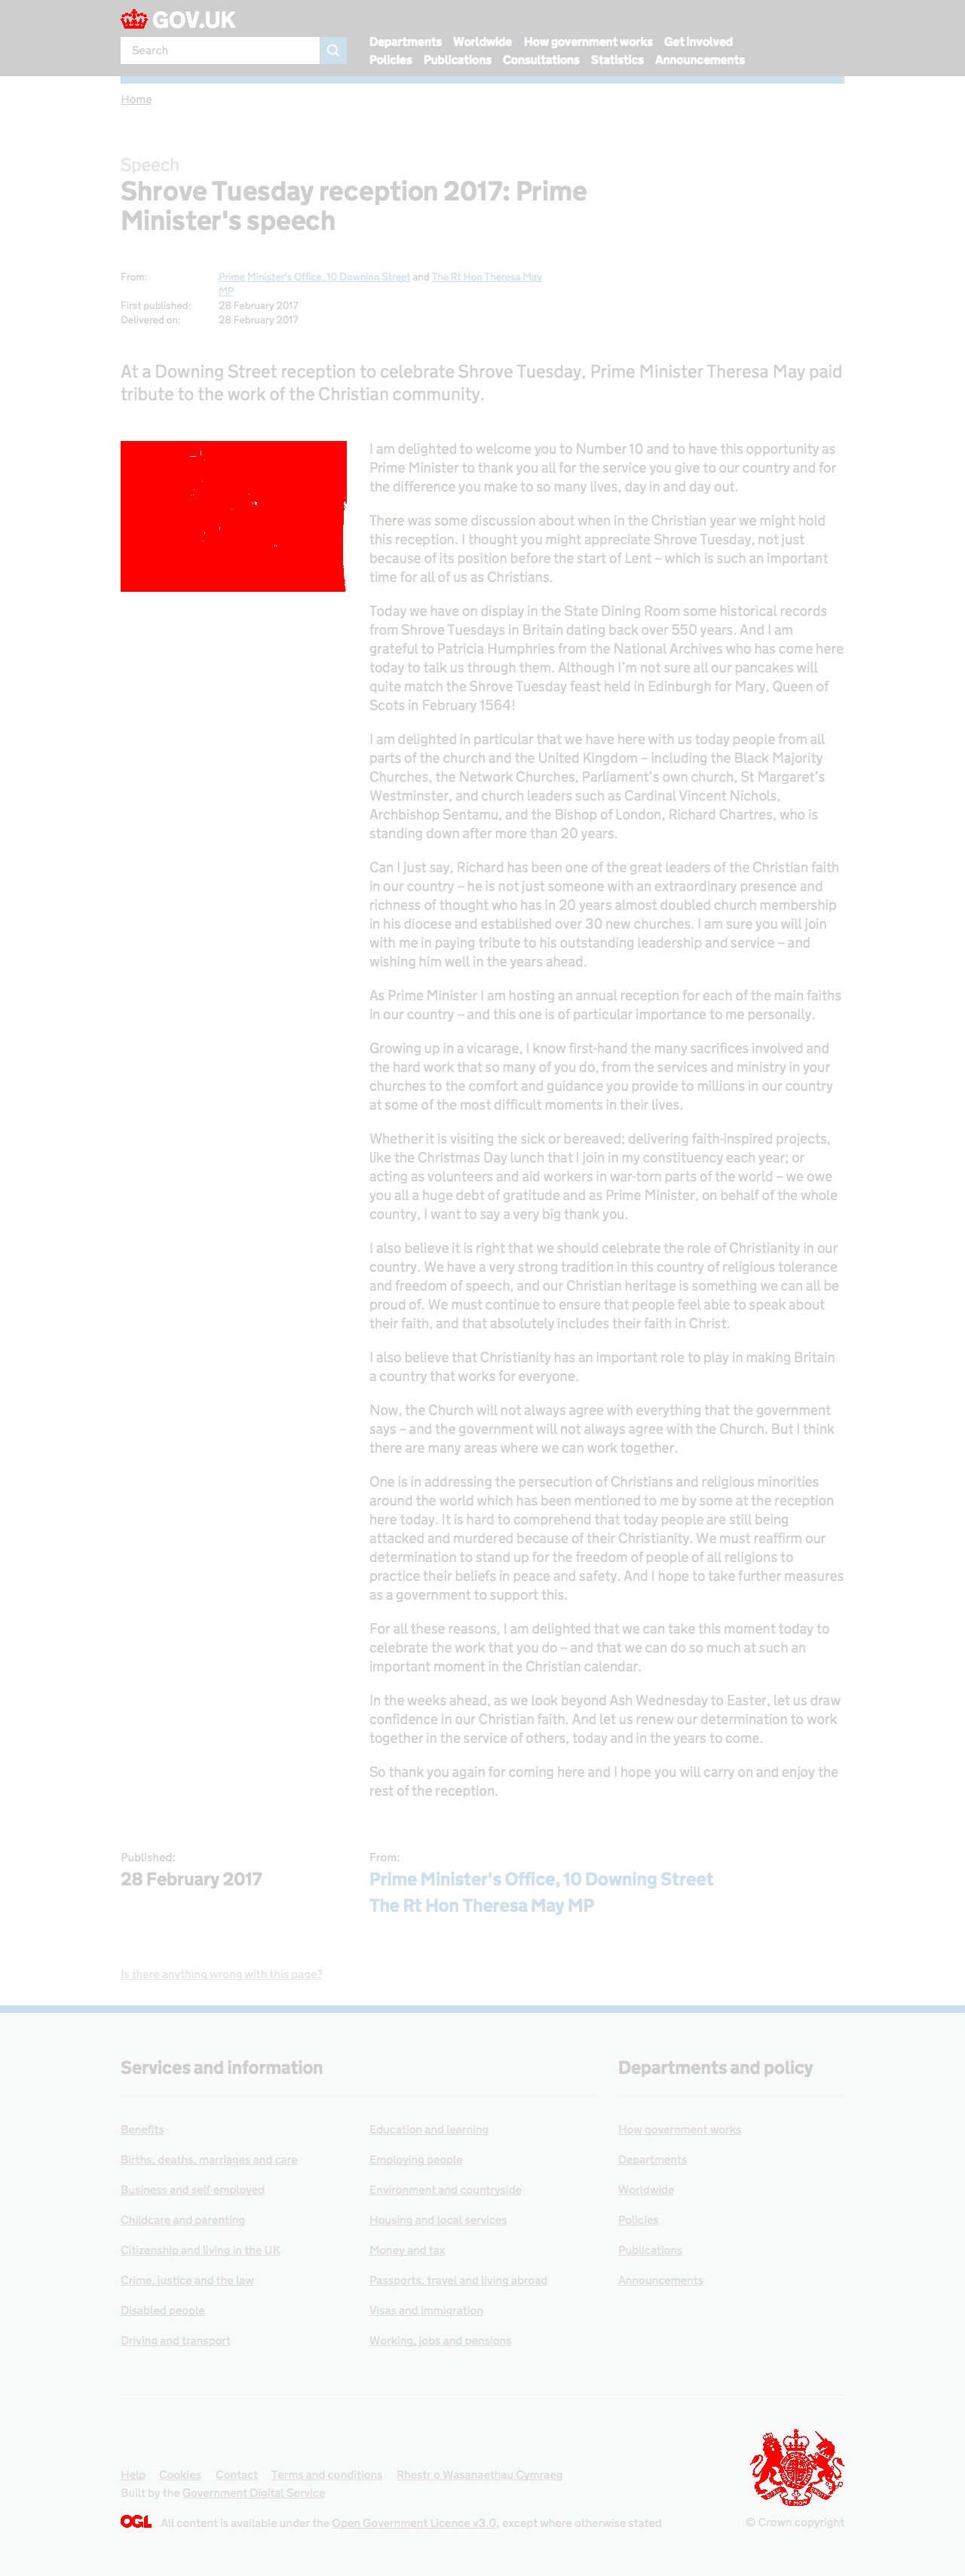 GOV.UK
Search
Departments Worldwide How government works Get involved
Policies Publications Consultations Statistics Announcements
Home
Speech
Shrove Tuesday reception 2017: Prime
Minister's speech
From: Prime Minister's Office, 10 Downing Street and The Rt Hon Theresa May
MP
First published: 28 February 2017
Delivered on: 28 February 2017
At a Downing Street reception to celebrate Shrove Tuesday, Prime Minister Theresa May paid
tribute to the work of the Christian community.
I am delighted to welcome you to Number 10 and to have this opportunity as
Prime Minister to thank you all for the service you give to our country and for
the difference you make to so many lives, day in and day out.
There was some discussion about when in the Christian year we might hold
this reception. I thought you might appreciate Shrove Tuesday, not just
because of its position before the start of Lent – which is such an important
time for all of us as Christians.
Today we have on display in the State Dining Room some historical records
from Shrove Tuesdays in Britain dating back over 550 years. And I am
grateful to Patricia Humphries from the National Archives who has come here
today to talk us through them. Although I’m not sure all our pancakes will
quite match the Shrove Tuesday feast held in Edinburgh for Mary, Queen of
Scots in February 1564!
I am delighted in particular that we have here with us today people from all
parts of the church and the United Kingdom – including the Black Majority
Churches, the Network Churches, Parliament’s own church, St Margaret’s
Westminster, and church leaders such as Cardinal Vincent Nichols,
Archbishop Sentamu, and the Bishop of London, Richard Chartres, who is
standing down after more than 20 years.
Can I just say, Richard has been one of the great leaders of the Christian faith
in our country – he is not just someone with an extraordinary presence and
richness of thought who has in 20 years almost doubled church membership
in his diocese and established over 30 new churches. I am sure you will join
with me in paying tribute to his outstanding leadership and service – and
wishing him well in the years ahead.
As Prime Minister I am hosting an annual reception for each of the main faiths
in our country – and this one is of particular importance to me personally.
Growing up in a vicarage, I know first-hand the many sacrifices involved and
the hard work that so many of you do, from the services and ministry in your
churches to the comfort and guidance you provide to millions in our country
at some of the most difficult moments in their lives.
Whether it is visiting the sick or bereaved; delivering faith-inspired projects,
like the Christmas Day lunch that I join in my constituency each year; or
acting as volunteers and aid workers in war-torn parts of the world – we owe
you all a huge debt of gratitude and as Prime Minister, on behalf of the whole
country, I want to say a very big thank you.
I also believe it is right that we should celebrate the role of Christianity in our
country. We have a very strong tradition in this country of religious tolerance
and freedom of speech, and our Christian heritage is something we can all be
proud of. We must continue to ensure that people feel able to speak about
their faith, and that absolutely includes their faith in Christ.
I also believe that Christianity has an important role to play in making Britain
a country that works for everyone.
Now, the Church will not always agree with everything that the government
says – and the government will not always agree with the Church. But I think
there are many areas where we can work together.
One is in addressing the persecution of Christians and religious minorities
around the world which has been mentioned to me by some at the reception
here today. It is hard to comprehend that today people are still being
attacked and murdered because of their Christianity. We must reaffirm our
determination to stand up for the freedom of people of all religions to
practice their beliefs in peace and safety. And I hope to take further measures
as a government to support this.
For all these reasons, I am delighted that we can take this moment today to
celebrate the work that you do – and that we can do so much at such an
important moment in the Christian calendar.
In the weeks ahead, as we look beyond Ash Wednesday to Easter, let us draw
confidence in our Christian faith. And let us renew our determination to work
together in the service of others, today and in the years to come.
So thank you again for coming here and I hope you will carry on and enjoy the
rest of the reception.
Published: From:
28 February 2017 Prime Minister's Office, 10 Downing Street
The Rt Hon Theresa May MP
Is there anything wrong with this page?
Services and information Departments and policy
Benefits Education and learning How government works
Births, deaths, marriages and care Employing people Departments
Business and self-employed Environment and countryside Worldwide
Childcare and parenting Housing and local services Policies
Citizenship and living in the UK Money and tax Publications
Crime, justice and the law Passports, travel and living abroad Announcements
Disabled people Visas and immigration
Driving and transport Working, jobs and pensions
Help Cookies Contact Terms and conditions Rhestr o Wasanaethau Cymraeg
Built by the Government Digital Service
OGL All content is available under the Open Government Licence v3.0, except where otherwise stated
© Crown copyright